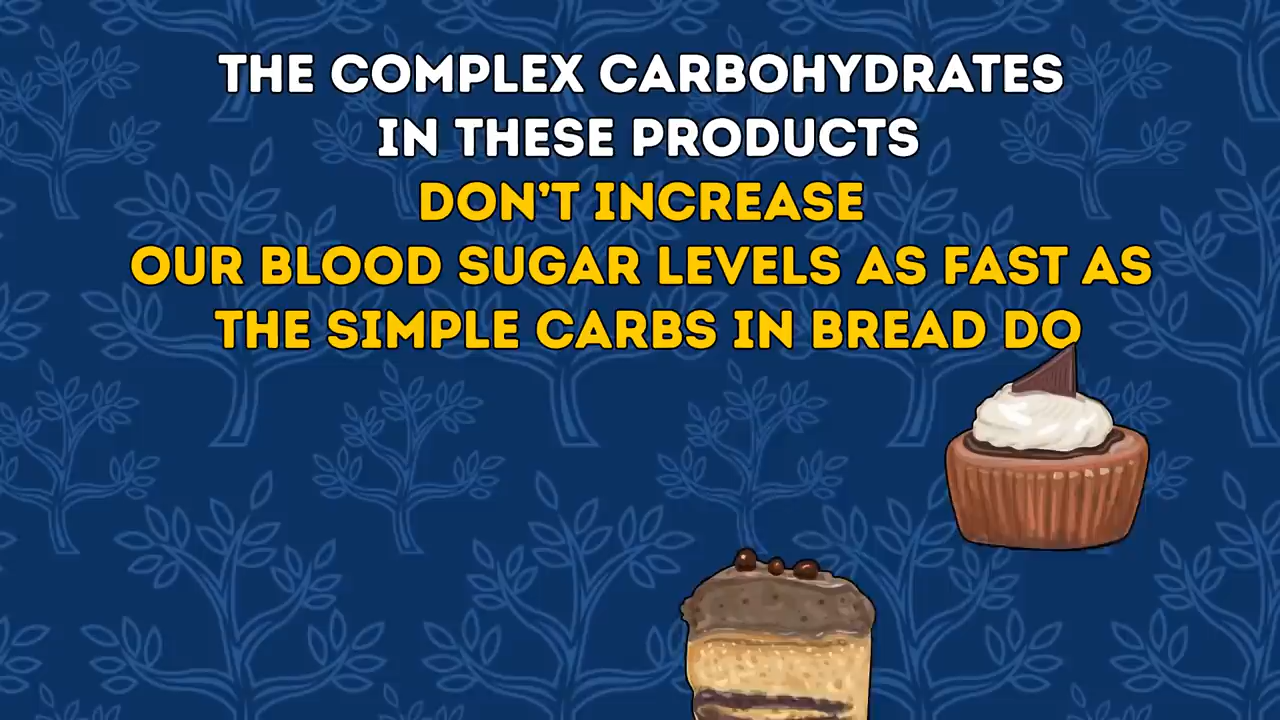 THE COMPLEX CARBOHYDRATES
IN THESE PRODUCTS
DON'T INCREASE
OUR BLOOD SUGAR LEVELS AS FAST AS
THE SIMPLE CARBS IN BREAD DO